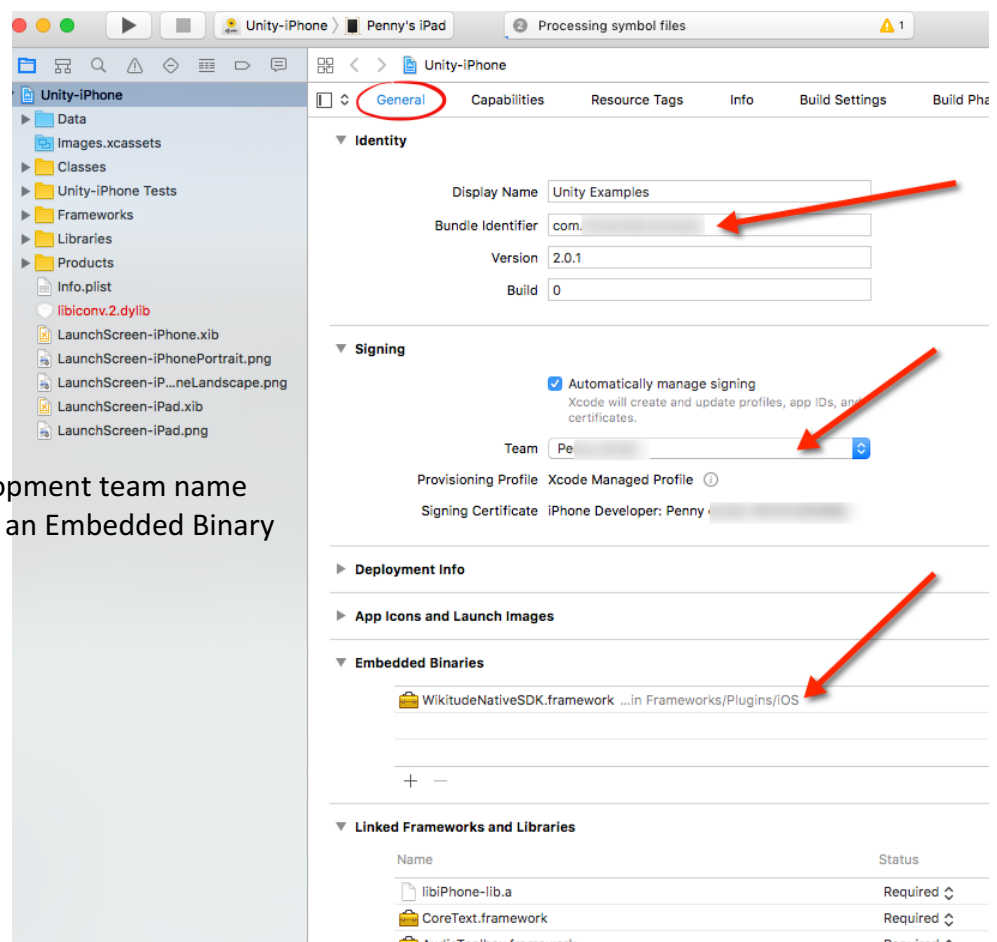 Unity-iPhone
Penny's iPad
2 Processing symbol files
1
Unity-iPhone
Unity-iPhone
General Capabilities Resource Tags Info Build Settings Build Pha
Data
Images.xcassets
Classes
Unity-iPhone Tests
Frameworks
Libraries
Products
Info.plist
libiconv.2.dylib
LaunchScreen-iPhone.xib
LaunchScreen-iPhonePortrait.png
LaunchScreen-iP...neLandscape.png
LaunchScreen-iPad.xib
LaunchScreen-iPad.png
opment team name
an Embedded Binary
Identity
Display Name Unity Examples
Bundle Identifier com.
Version 2.0.1
Build 0
Signing
Automatically manage signing
Xcode will create and update profiles, app IDs, and
certificates.
Team Pe
Provisioning Profile Xcode Managed Profile
Signing Certificate iPhone Developer: Penny
Deployment Info
App Icons and Launch Images
Embedded Binaries
WikitudeNativeSDK.framework ...in Frameworks/Plugins/iOS
Linked Frameworks and Libraries
Name Status
libiPhone-lib.a Required
CoreText.framework Required